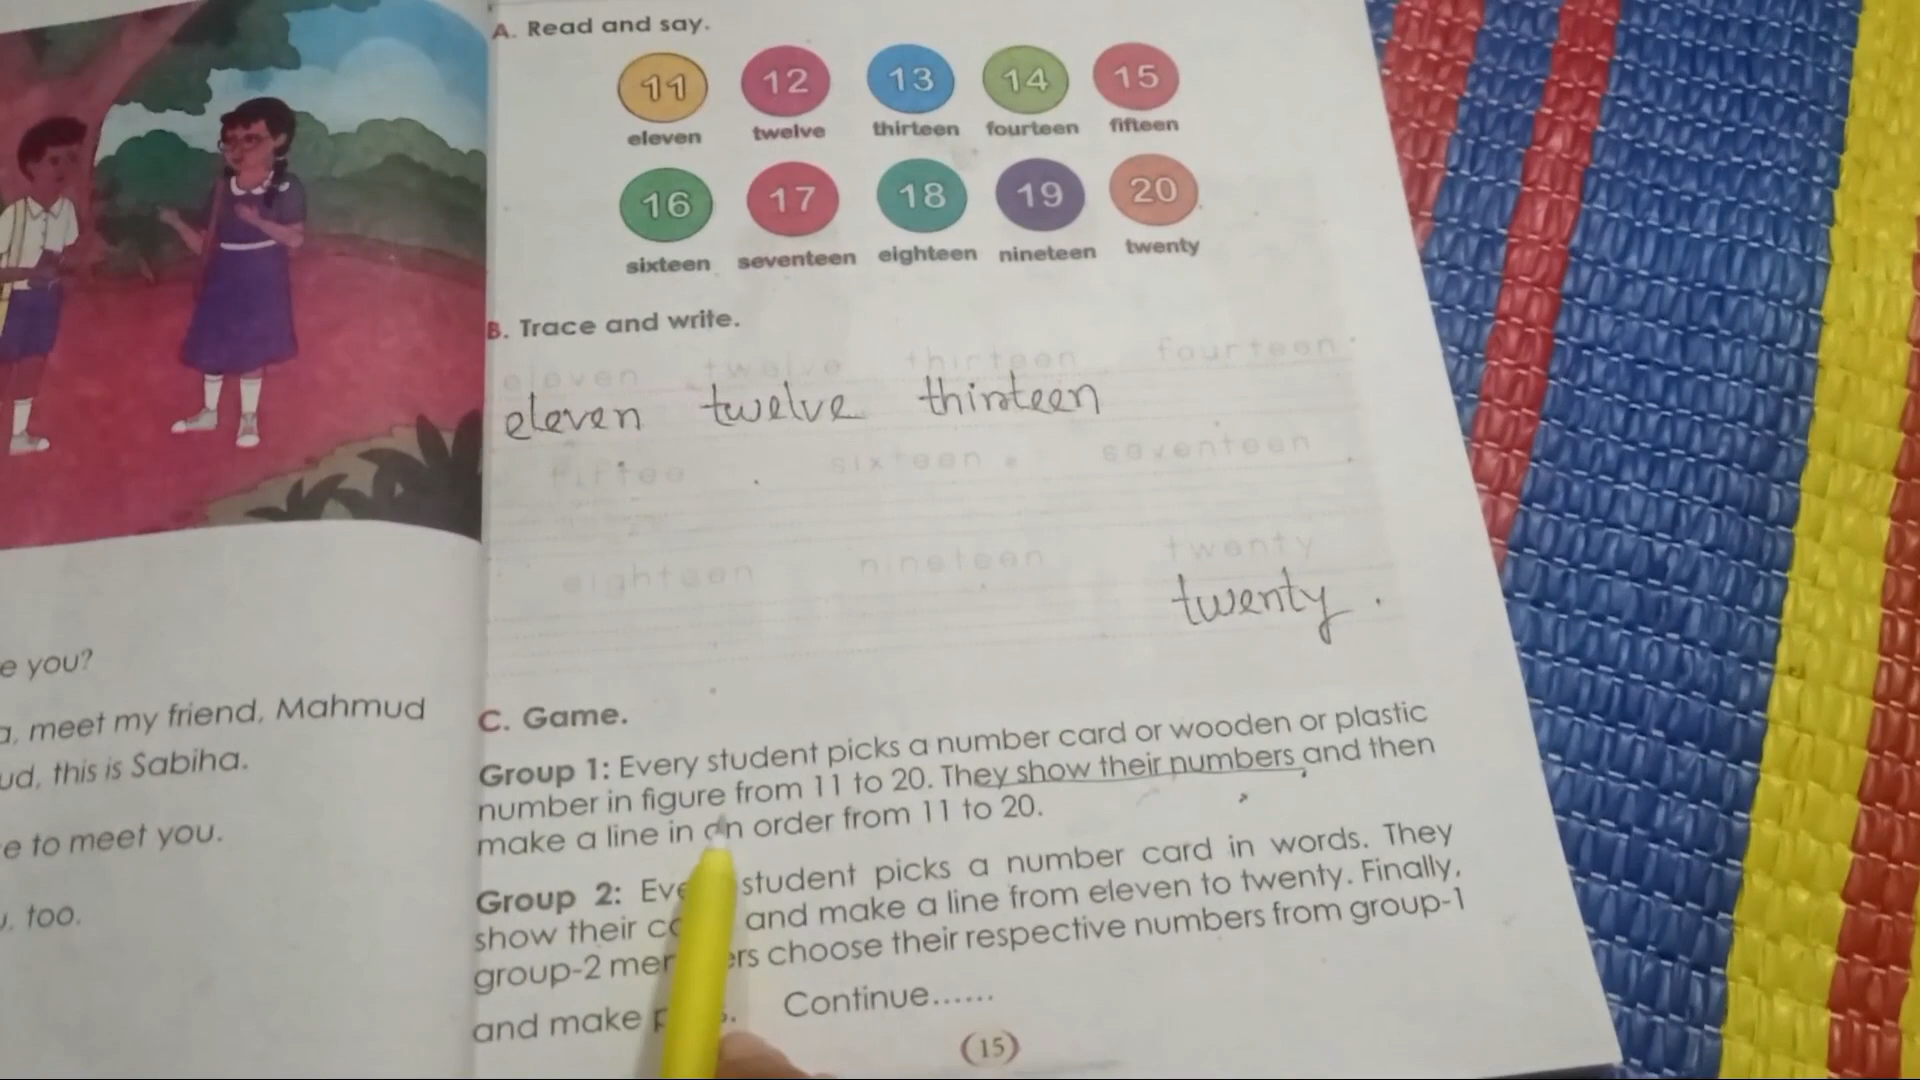 e you?
, meet my friend, Mahmud
ud, this is Sabiha.
e to meet you.
, too.
A. Read and say.
11 12 13 14 15
eleven twelve thirteen fourteen fifteen
16 17 18 19 20
sixteen seventeen eighteen nineteen twenty
B. Trace and write.
eleven twelve thirteen fourteen
eleven twelve thirteen
fiftee sixteen seventeen
eighteen nineteen twenty
twenty.
C. Game.
Group 1: Every student picks a number card or wooden or plastic
number in figure from 11 to 20. They show their numbers and then
make a line in an order from 11 to 20.
Group 2: Eve student picks a number card in words. They
show their and make a line from eleven to twenty. Finally,
group-2 choose their respective numbers from group-1
and make Continue......
(15)